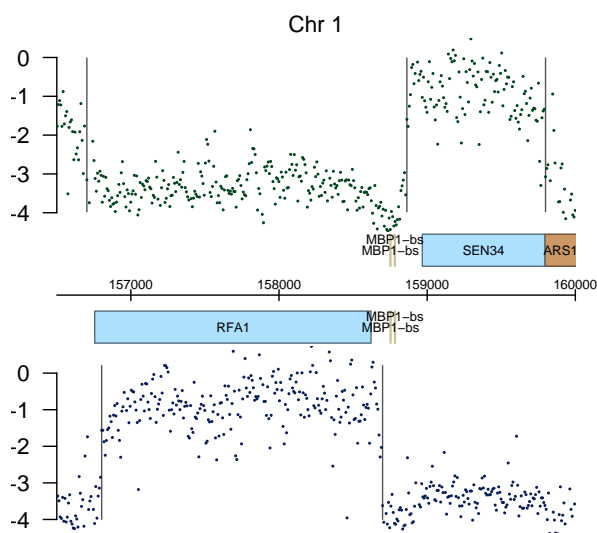 Chr 1
0
-1
-2
-3
-4
MBP1-bs
MBP1-bs
SEN34
ARS1
157000
158000
159000
160000
MBP1-bs
MBP1-bs
RFA1
0
-1
-2
-3
-4